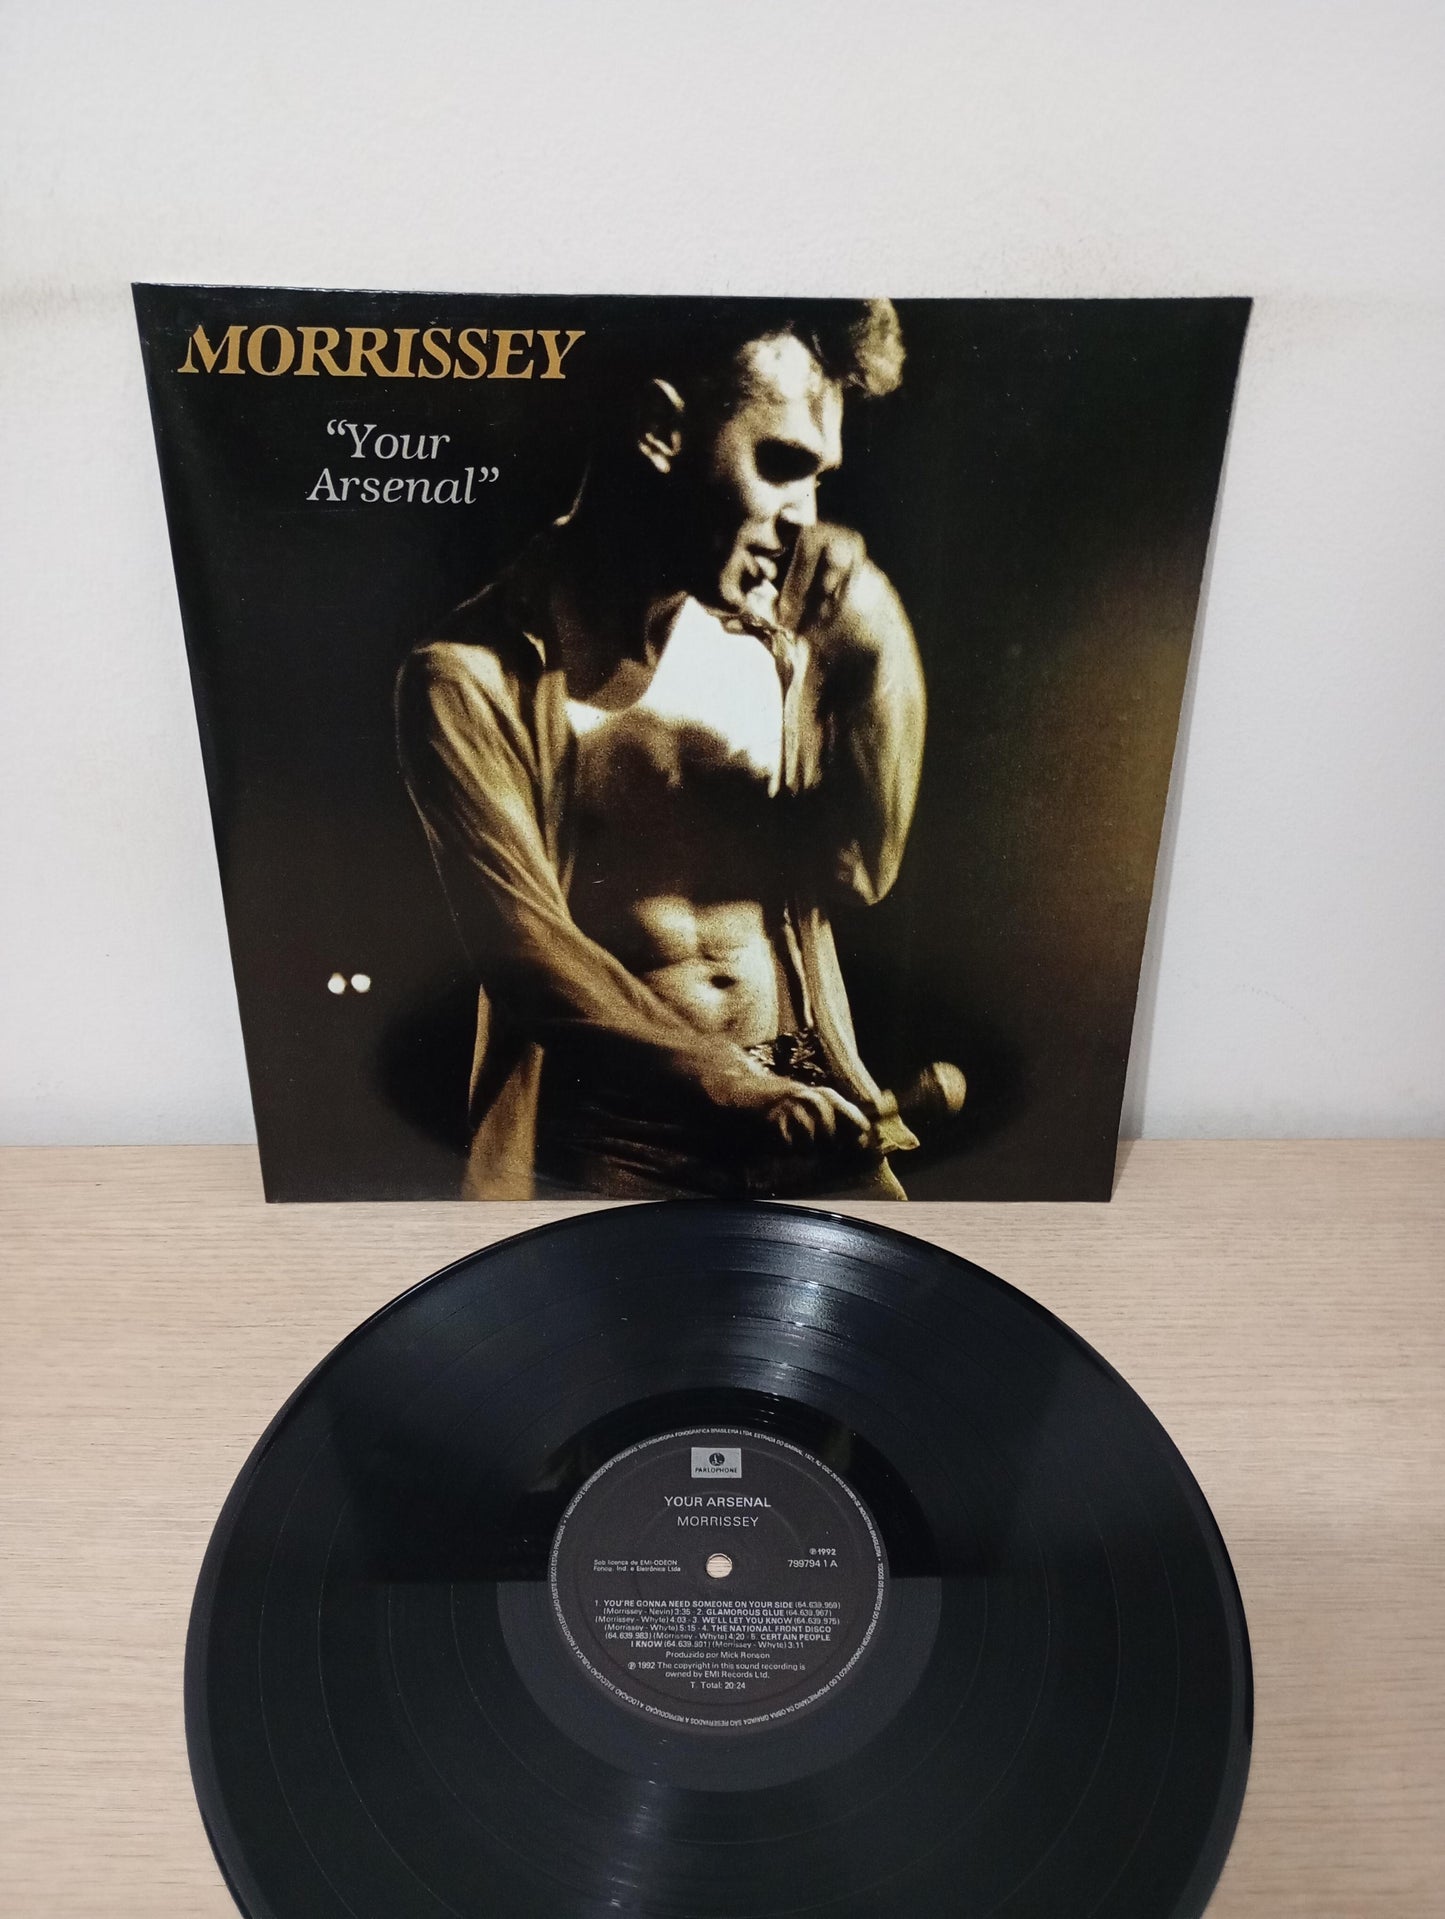 MORRISSEY
“Your
Arsenal”
PARLOPHONE
YOUR ARSENAL
MORRISSEY
℗1992
Sob licença de EMI-ODEON
Fonog. Ind. e Eletrônica Ltda
799794 1 A
1. YOU'RE GONNA NEED SOMEONE ON YOUR SIDE (64.639.959)
(Morrissey - Nevin) 3:35 - 2. GLAMOROUS GLUE (64.639.967)
(Morrissey - Whyte) 4:03 - 3. WE'LL LET YOU KNOW (64.639.975)
(Morrissey - Whyte) 5:15 - 4. THE NATIONAL FRONT DISCO
(64.639.983) (Morrissey - Whyte) 4:20 - 5. CERTAIN PEOPLE
I KNOW (64.639.991) (Morrissey - Whyte) 3:11
Produzido por Mick Ronson
℗ 1992 The copyright in this sound recording is
owned by EMI Records Ltd.
T. Total: 20:24